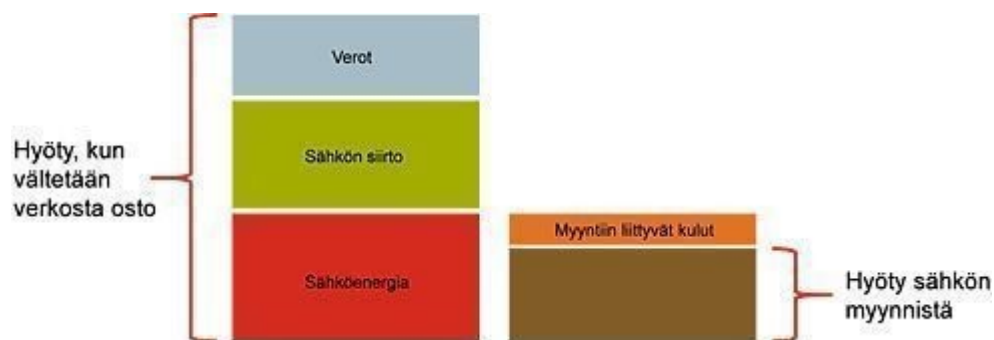 Verot
Sähkön siirto
Hyöty, kun
vältetään
verkosta osto
Sähköenergia
Myyntiin liittyvät kulut
Hyöty sähkön
myynnistä